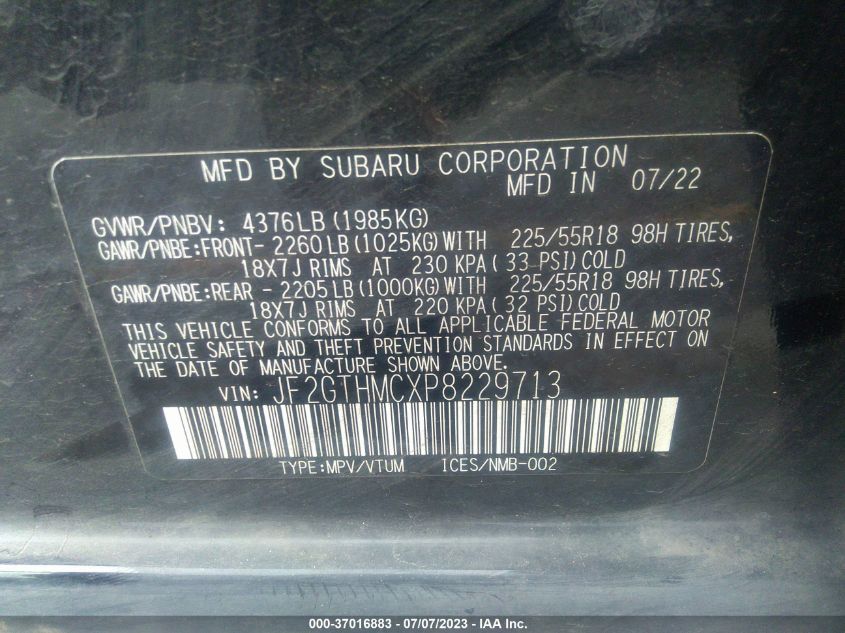 MFD BY SUBARU CORPORATION
MFD IN 07/22
GVWR/PNBV: 4376LB (1985KG)
GAWR/PNBE:FRONT- 2260 LB (1025KG) WITH 225/55R18 98H TIRES,
18X7J RIMS AT 230 KPA ( 33 PSI) COLD
GAWR/PNBE:REAR - 2205 LB (1000KG) WITH 225/55R18 98H TIRES,
18X7J RIMS AT 220 KPA ( 32 PSI) COLD
THIS VEHICLE CONFORMS TO ALL APPLICABLE FEDERAL MOTOR
VEHICLE SAFETY AND THEFT PREVENTION STANDARDS IN EFFECT ON
THE DATE OF MANUFACTURE SHOWN ABOVE.
VIN: JF2GTHMCXP8229713
TYPE:MPV/VTUM ICES/NMB-002
000-37016883 - 07/07/2023 - IAA Inc.